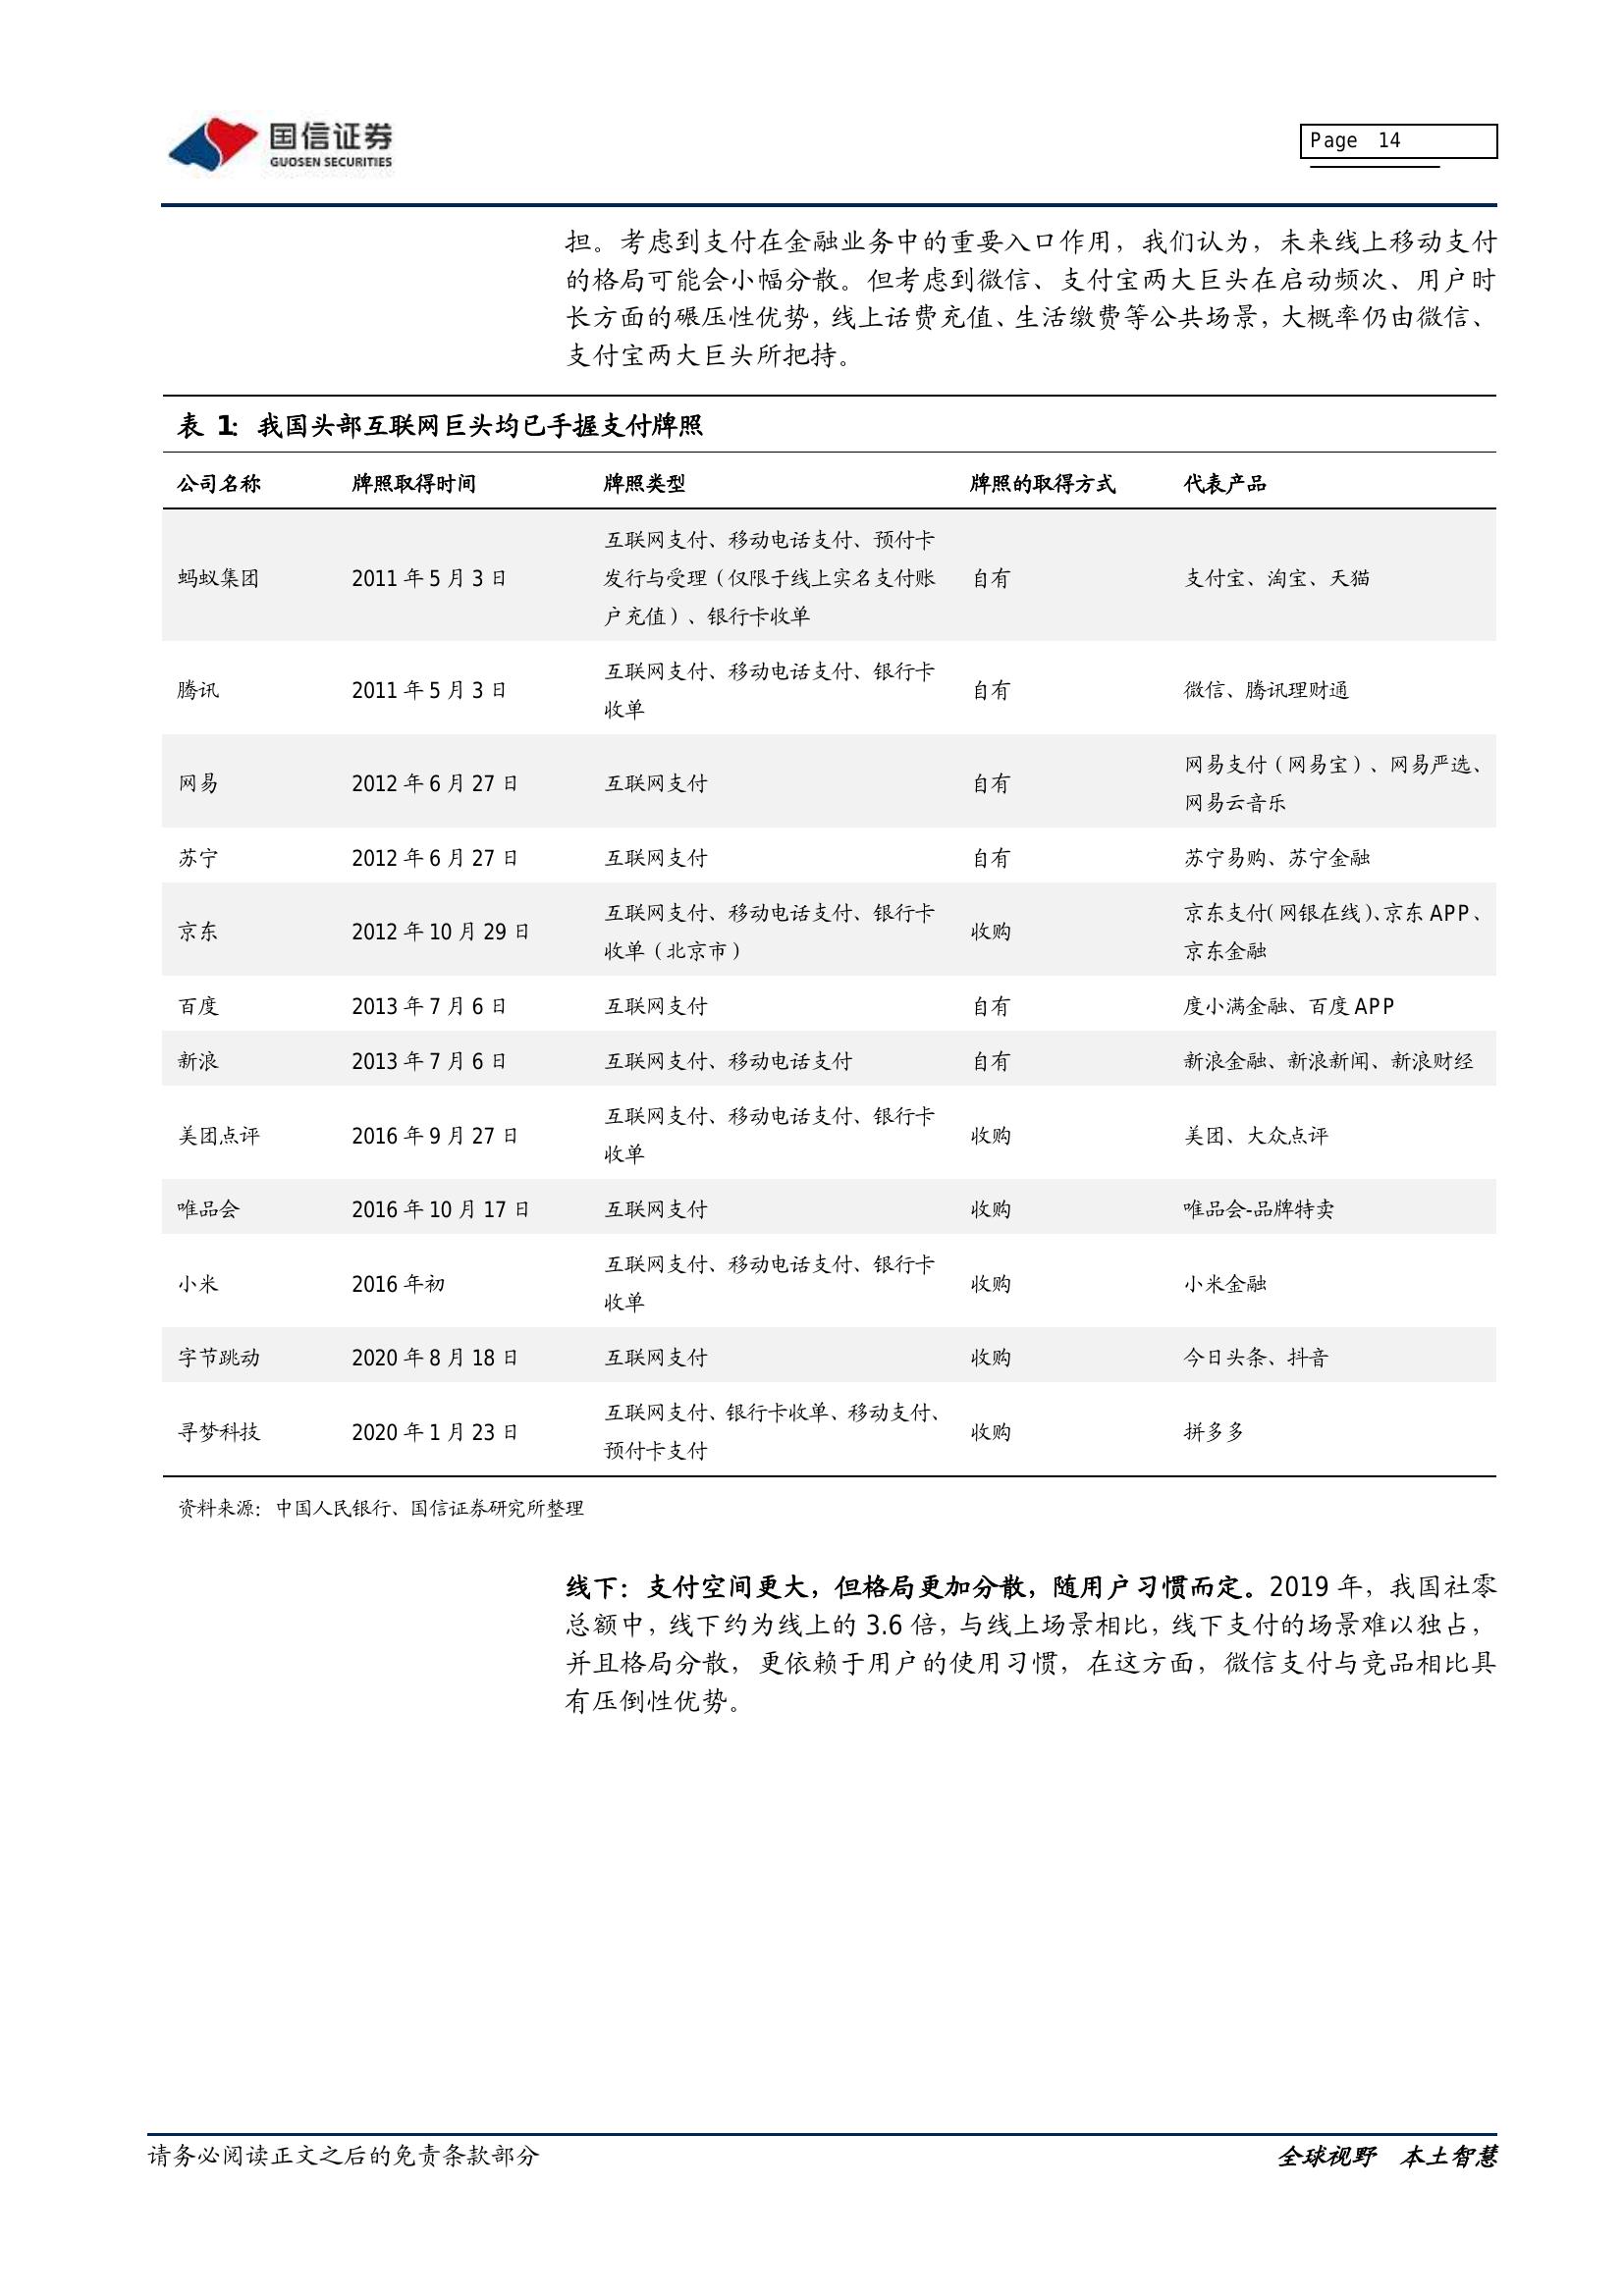 国信证券
GUOSEN SECURITIES
Page 14
担。考虑到支付在金融业务中的重要入口作用，我们认为，未来线上移动支付
的格局可能会小幅分散。但考虑到微信、支付宝两大巨头在启动频次、用户时
长方面的碾压性优势，线上话费充值、生活缴费等公共场景，大概率仍由微信、
支付宝两大巨头所把持。
表 1：我国头部互联网巨头均已手握支付牌照
公司名称 牌照取得时间 牌照类型 牌照的取得方式 代表产品
互联网支付、移动电话支付、预付卡
蚂蚁集团 2011 年 5 月 3 日 发行与受理（仅限于线上实名支付账 自有 支付宝、淘宝、天猫
户充值）、银行卡收单
互联网支付、移动电话支付、银行卡
腾讯 2011 年 5 月 3 日 自有 微信、腾讯理财通
收单
网易支付（网易宝）、网易严选、
网易 2012 年 6 月 27 日 互联网支付 自有
网易云音乐
苏宁 2012 年 6 月 27 日 互联网支付 自有 苏宁易购、苏宁金融
互联网支付、移动电话支付、银行卡 京东支付（网银在线）、京东 APP、
京东 2012 年 10 月 29 日 收购
收单（北京市） 京东金融
百度 2013 年 7 月 6 日 互联网支付 自有 度小满金融、百度 APP
新浪 2013 年 7 月 6 日 互联网支付、移动电话支付 自有 新浪金融、新浪新闻、新浪财经
互联网支付、移动电话支付、银行卡
美团点评 2016 年 9 月 27 日 收购 美团、大众点评
收单
唯品会 2016 年 10 月 17 日 互联网支付 收购 唯品会-品牌特卖
互联网支付、移动电话支付、银行卡
小米 2016 年初 收购 小米金融
收单
字节跳动 2020 年 8 月 18 日 互联网支付 收购 今日头条、抖音
互联网支付、银行卡收单、移动支付、
寻梦科技 2020 年 1 月 23 日 收购 拼多多
预付卡支付
资料来源：中国人民银行、国信证券研究所整理
线下：支付空间更大，但格局更加分散，随用户习惯而定。2019 年，我国社零
总额中，线下约为线上的 3.6 倍，与线上场景相比，线下支付的场景难以独占，
并且格局分散，更依赖于用户的使用习惯，在这方面，微信支付与竞品相比具
有压倒性优势。
请务必阅读正文之后的免责条款部分 全球视野 本土智慧